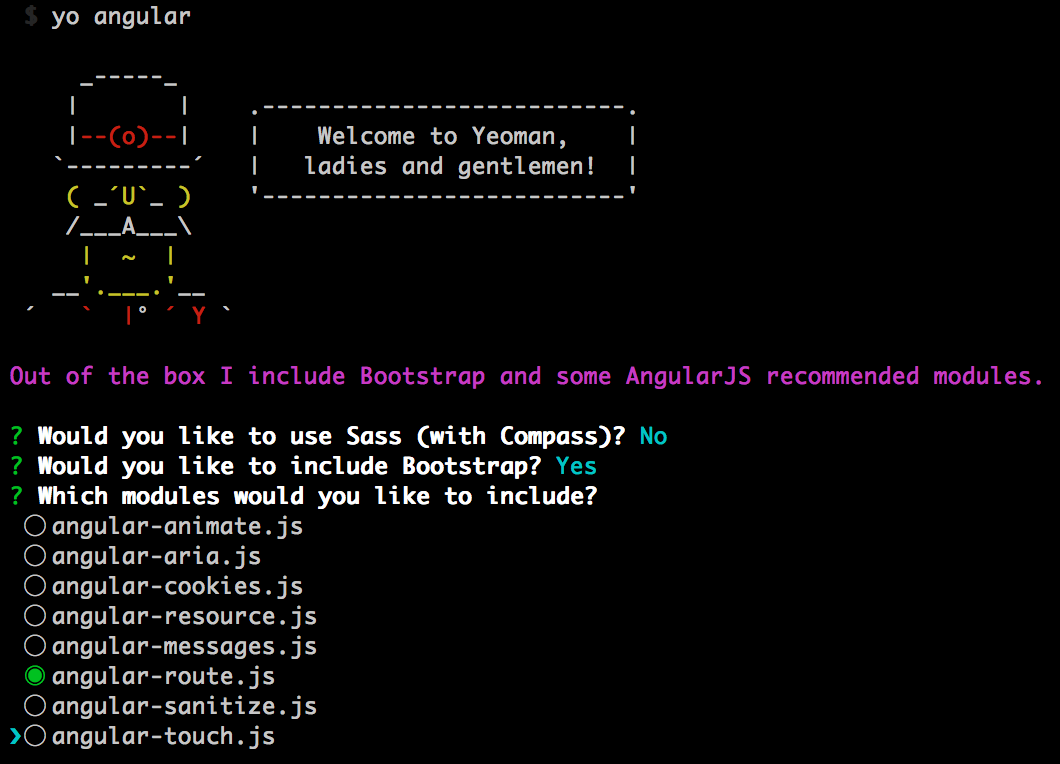 $ yo angular
     _-----_
    |       |    .--------------------------.
    |--(o)--|    |    Welcome to Yeoman,    |
   `---------´   |   ladies and gentlemen!  |
    ( _´U`_ )    '--------------------------'
    /___A___\
     |  ~  |
   __'.___.'__
 ´   `  |° ´ Y `
Out of the box I include Bootstrap and some AngularJS recommended modules.
? Would you like to use Sass (with Compass)? No
? Would you like to include Bootstrap? Yes
? Which modules would you like to include?
 ◯ angular-animate.js
 ◯ angular-aria.js
 ◯ angular-cookies.js
 ◯ angular-resource.js
 ◯ angular-messages.js
 ◉ angular-route.js
 ◯ angular-sanitize.js
❯◯ angular-touch.js